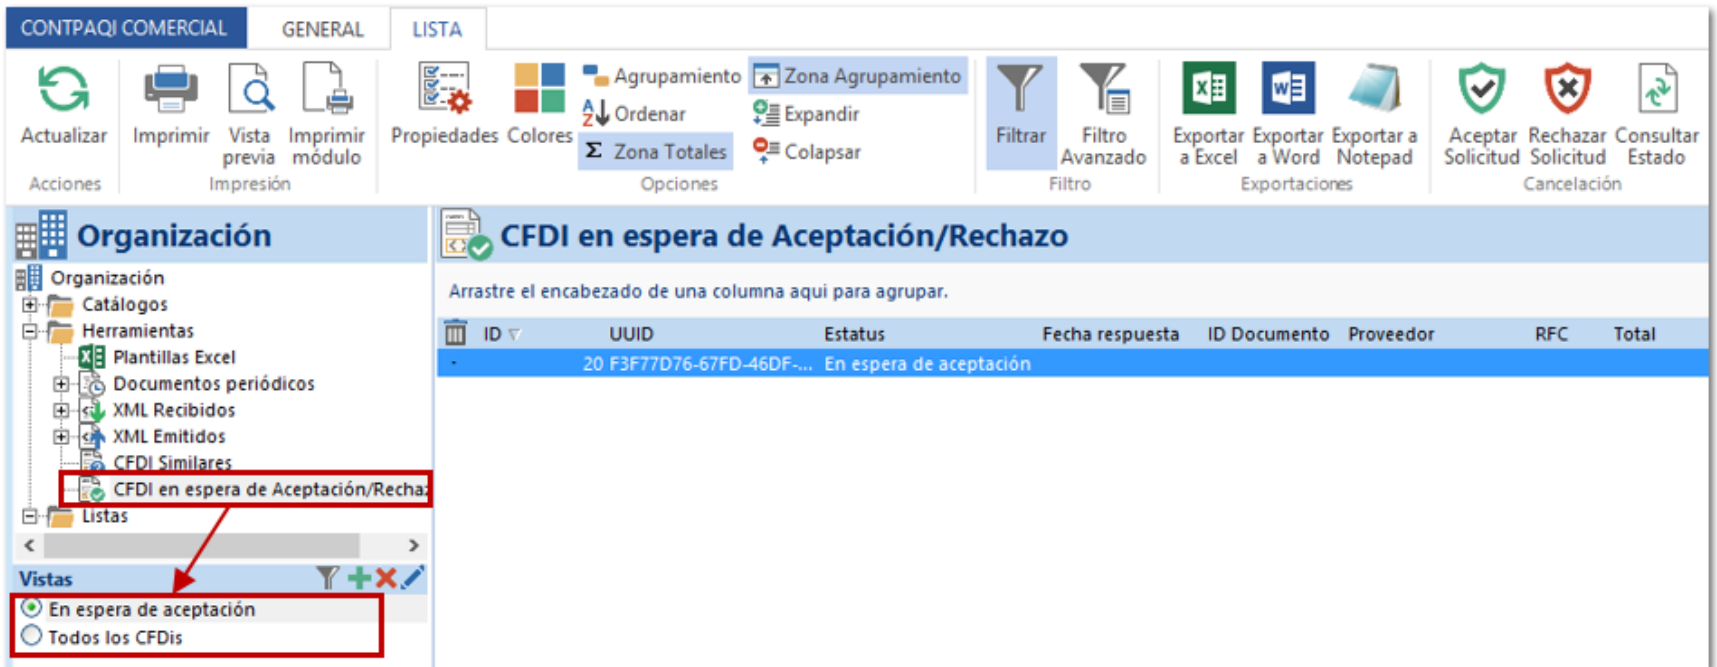 CONTPAQI COMERCIAL GENERAL LISTA
Actualizar
Acciones
Imprimir
Vista previa
Imprimir módulo
Impresión
Propiedades
Colores
Agrupamiento
Ordenar
Σ Zona Totales
Zona Agrupamiento
Expandir
Colapsar
Opciones
Filtrar
Filtro Avanzado
Filtro
Exportar a Excel
Exportar a Word
Exportar a Notepad
Exportaciones
Aceptar Solicitud
Rechazar Solicitud
Consultar Estado
Cancelación
Organización
Organización
Catálogos
Herramientas
Plantillas Excel
Documentos periódicos
XML Recibidos
XML Emitidos
CFDI Similares
CFDI en espera de Aceptación/Recha
Listas
Vistas
En espera de aceptación
Todos los CFDis
CFDI en espera de Aceptación/Rechazo
Arrastre el encabezado de una columna aqui para agrupar.
ID UUID Estatus Fecha respuesta ID Documento Proveedor RFC Total
20 F3F77D76-67FD-46DF-... En espera de aceptación